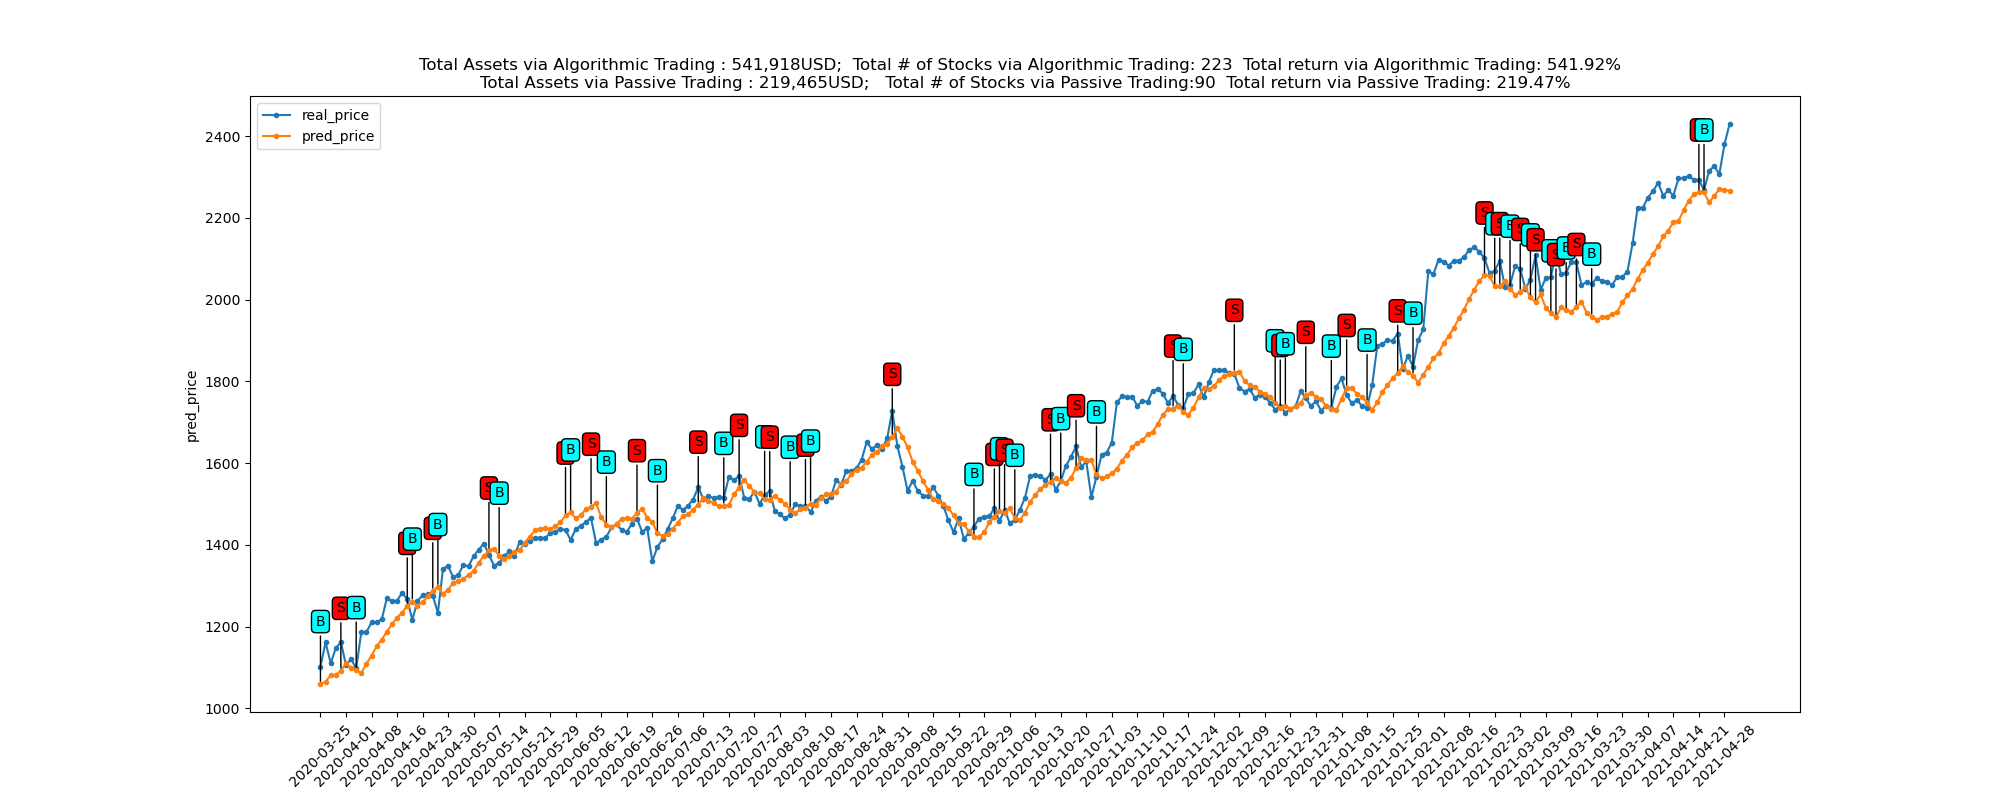 Total Assets via Algorithmic Trading : 541,918USD;  Total # of Stocks via Algorithmic Trading: 223  Total return via Algorithmic Trading: 541.92%
Total Assets via Passive Trading : 219,465USD;   Total # of Stocks via Passive Trading:90  Total return via Passive Trading: 219.47%
real_price
pred_price
2400
2200
2000
1800
1600
1400
1200
1000
pred_price
B
S
B
B
B
S
B
B
S
B
S
B
S
B
S
S
B
B
S
B
B
B
S
B
S
B
B
S
B
S
B
S
B
S
B
S
S
B
S
B
B
2020-03-25
2020-04-01
2020-04-08
2020-04-16
2020-04-23
2020-04-30
2020-05-07
2020-05-14
2020-05-21
2020-05-29
2020-06-05
2020-06-12
2020-06-19
2020-06-26
2020-07-06
2020-07-13
2020-07-20
2020-07-27
2020-08-03
2020-08-10
2020-08-17
2020-08-24
2020-08-31
2020-09-08
2020-09-15
2020-09-22
2020-09-29
2020-10-06
2020-10-13
2020-10-20
2020-10-27
2020-11-03
2020-11-10
2020-11-17
2020-11-24
2020-12-02
2020-12-09
2020-12-16
2020-12-23
2020-12-31
2021-01-08
2021-01-15
2021-01-25
2021-02-01
2021-02-08
2021-02-16
2021-02-23
2021-03-02
2021-03-09
2021-03-16
2021-03-23
2021-03-30
2021-04-07
2021-04-14
2021-04-21
2021-04-28